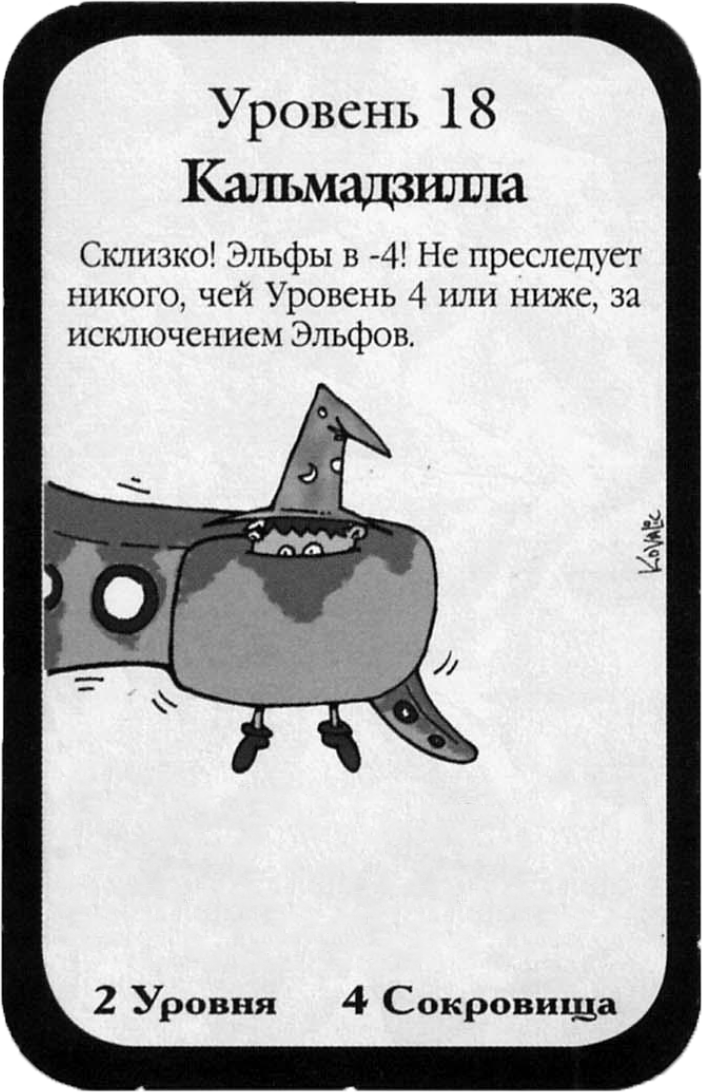 Уровень 18
Кальмадзилла
Склизко! Эльфы в -4! Не преследует
никого, чей Уровень 4 или ниже, за
исключением Эльфов.
Kovalic
2 Уровня 4 Сокровища